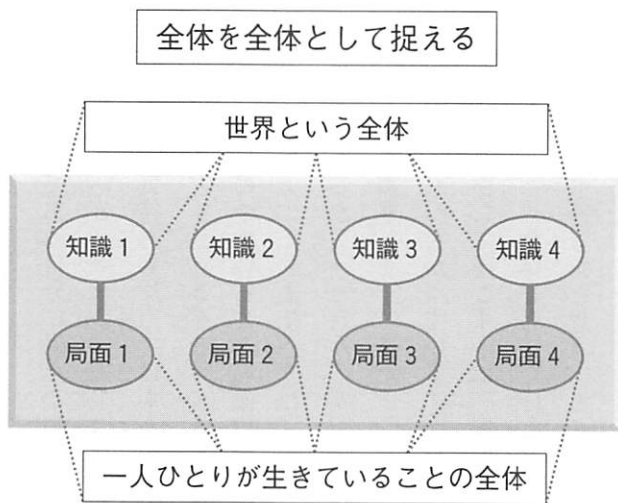 全体を全体として捉える
世界という全体
知識1 知識2 知識3 知識4
局面1 局面2 局面3 局面4
一人ひとりが生きていることの全体